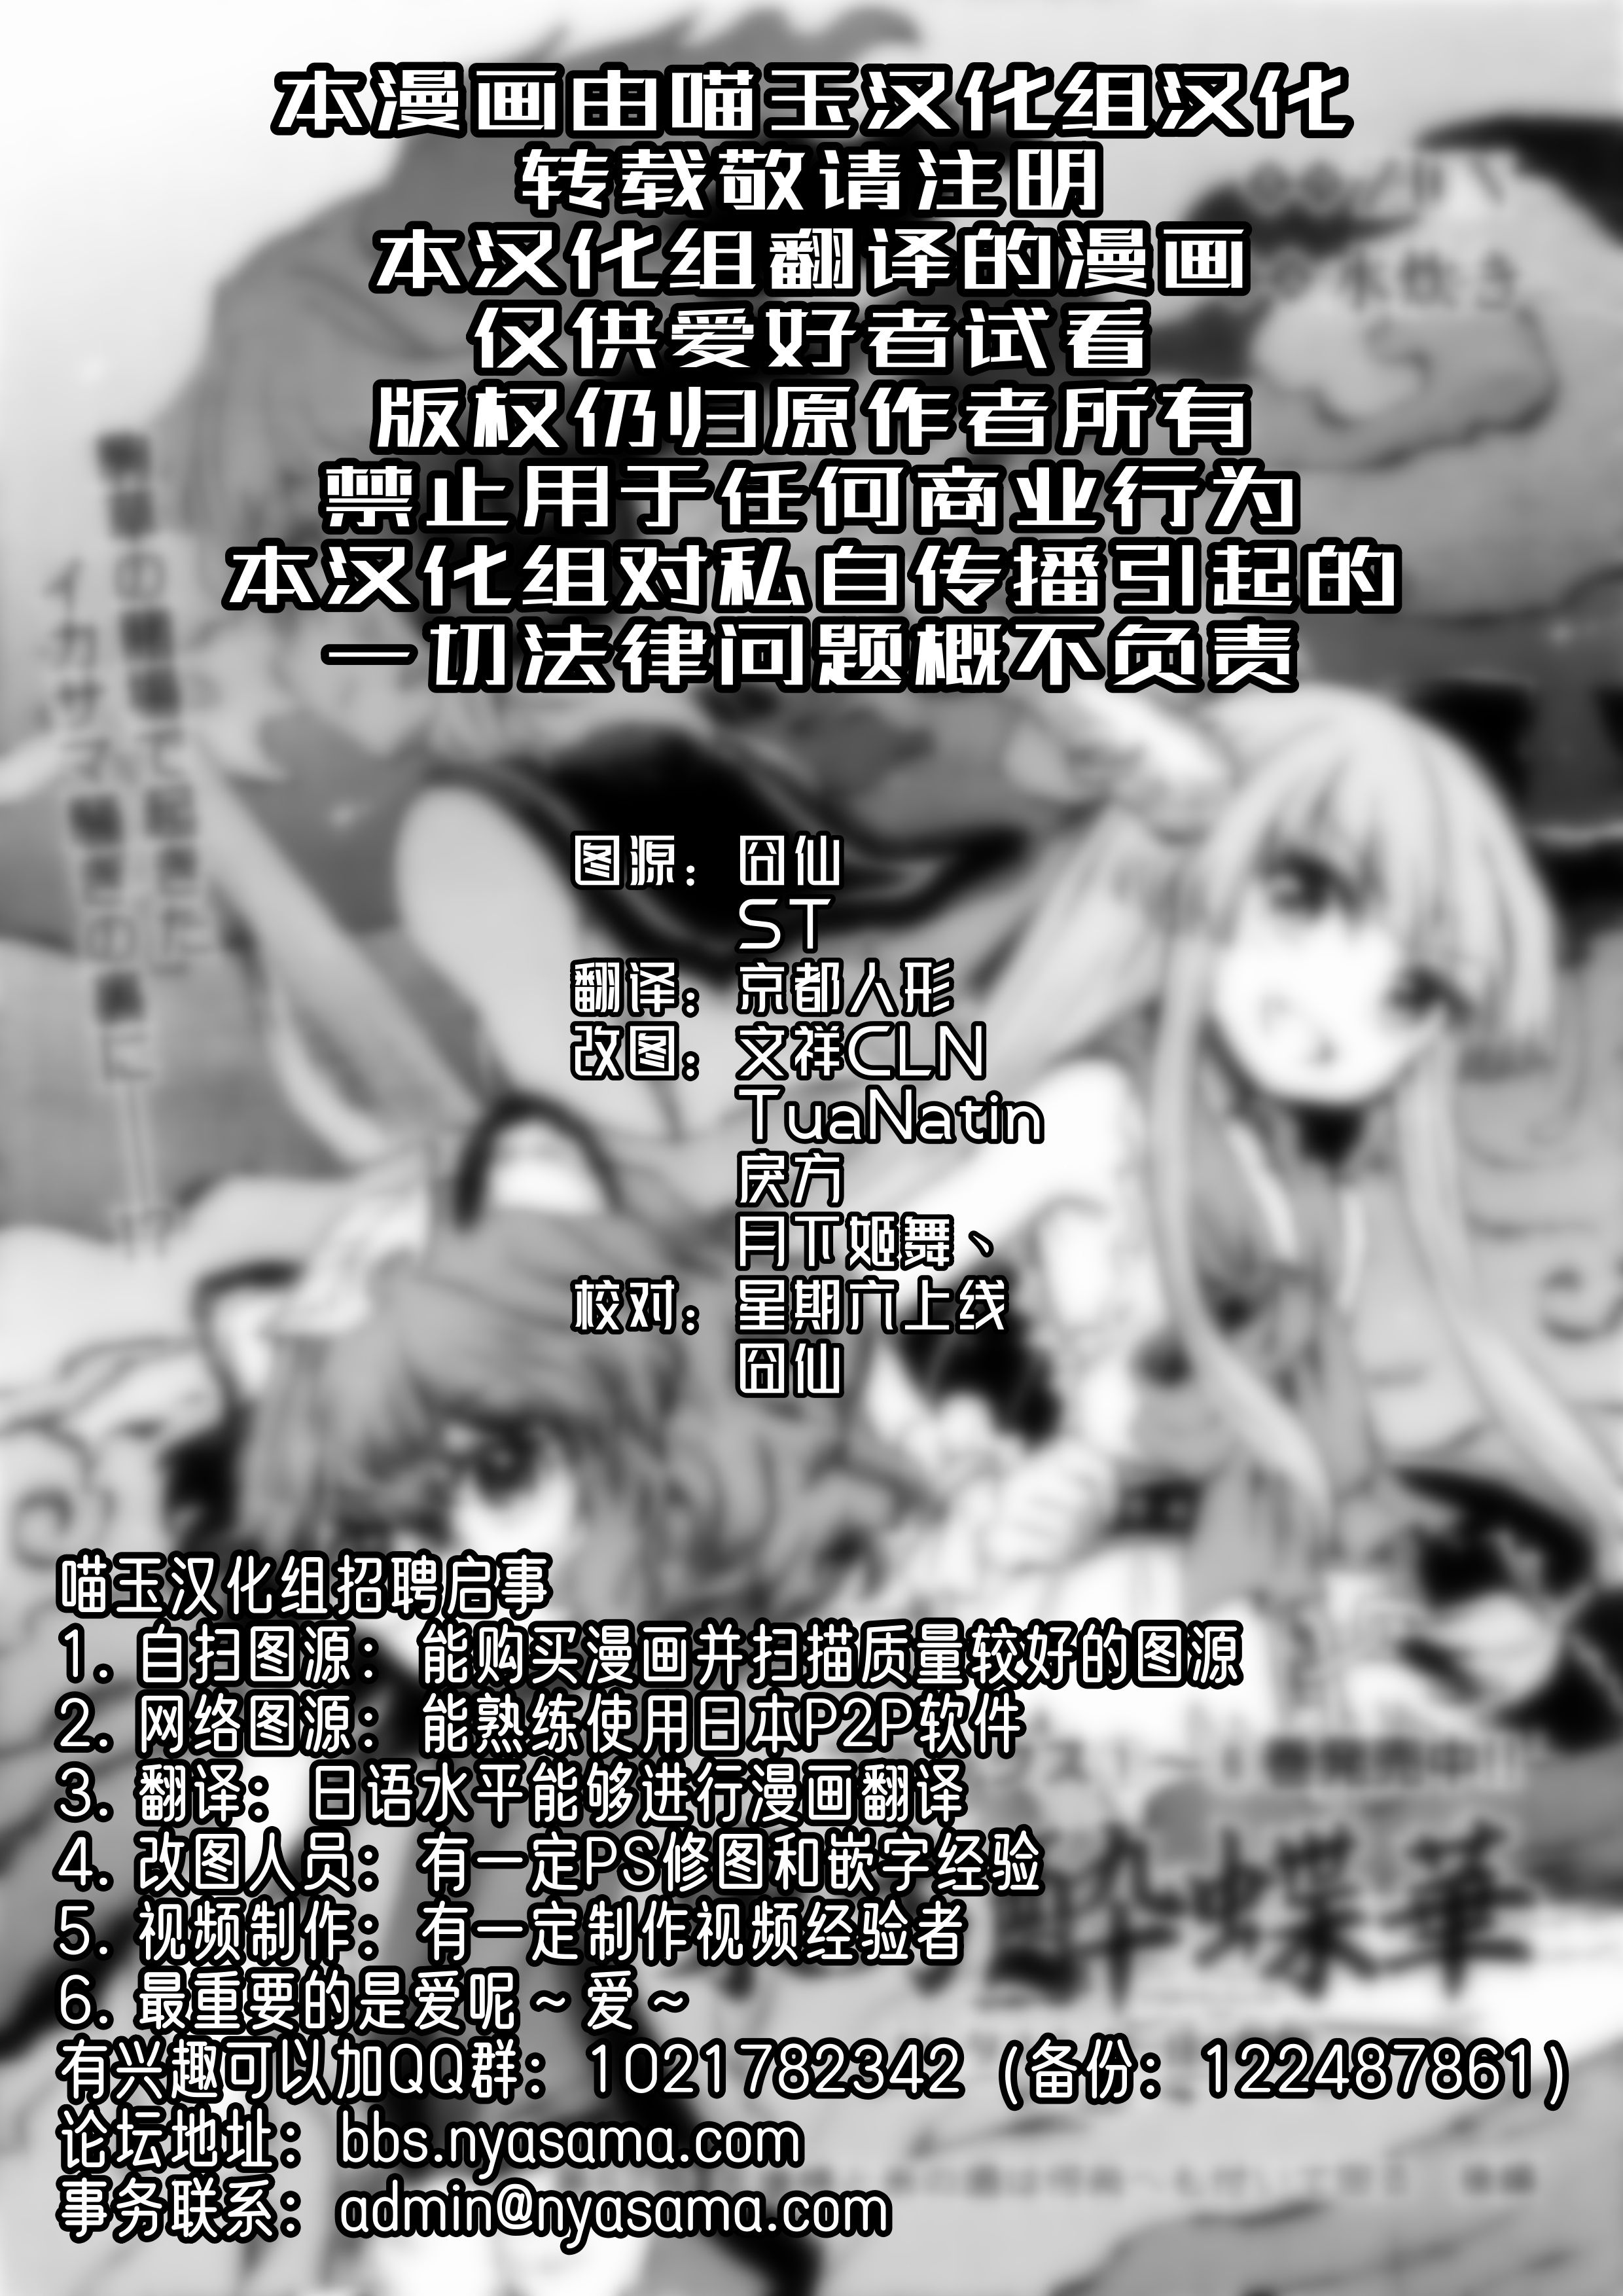 本漫画由喵玉汉化组汉化
转载敬请注明
本汉化组翻译的漫画
仅供爱好者试看
版权仍归原作者所有
禁止用于任何商业行为
本汉化组对私自传播引起的
一切法律问题概不负责
图源：囧仙
ST
翻译：京都人形
改图：文祥CLN
TuaNatin
戻方
月下姬舞丶
校对：星期六上线
囧仙
喵玉汉化组招聘启事
1. 自扫图源：能购买漫画并扫描质量较好的图源
2. 网络图源：能熟练使用日本P2P软件
3. 翻译：日语水平能够进行漫画翻译
4. 改图人员：有一定PS修图和嵌字经验
5. 视频制作：有一定制作视频经验者
6. 最重要的是爱呢～爱～
有兴趣可以加QQ群：1021782342（备份：122487861）
论坛地址：bbs.nyasama.com
事务联系：admin@nyasama.com
酔蝶華